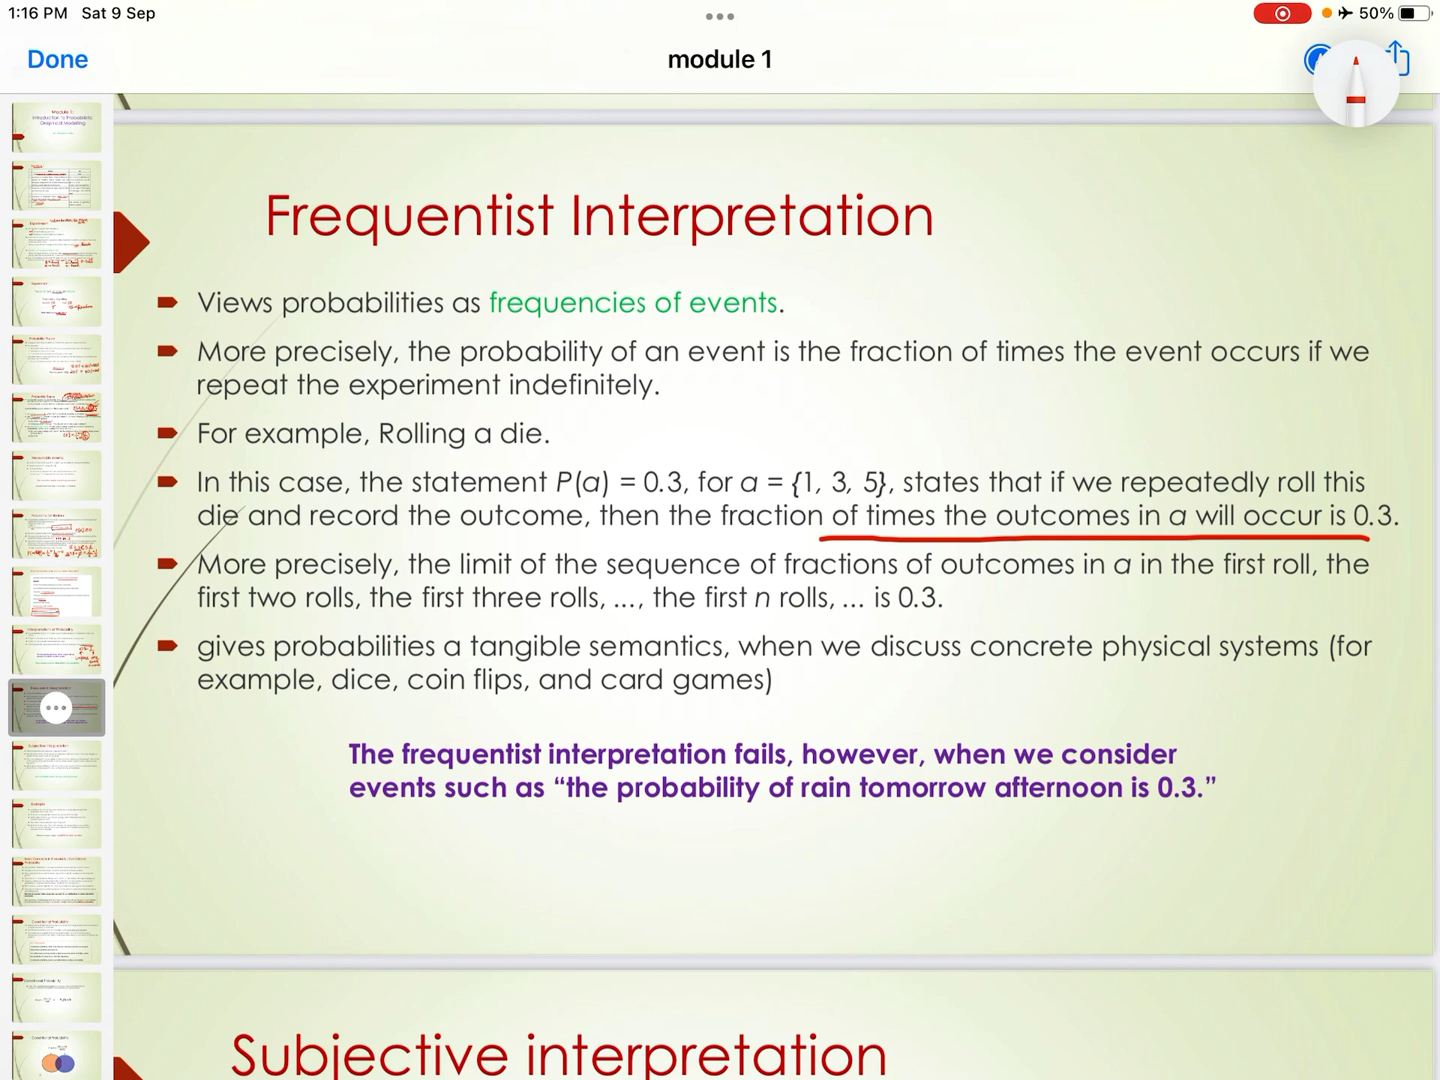 1:16 PM Sat 9 Sep
50%
Done
module 1
Frequentist Interpretation
Views probabilities as frequencies of events.
More precisely, the probability of an event is the fraction of times the event occurs if we
repeat the experiment indefinitely.
For example, Rolling a die.
In this case, the statement P(a) = 0.3, for a = {1, 3, 5}, states that if we repeatedly roll this
die and record the outcome, then the fraction of times the outcomes in a will occur is 0.3.
More precisely, the limit of the sequence of fractions of outcomes in a in the first roll, the
first two rolls, the first three rolls, ..., the first n rolls, ... is 0.3.
gives probabilities a tangible semantics, when we discuss concrete physical systems (for
example, dice, coin flips, and card games)
The frequentist interpretation fails, however, when we consider
events such as “the probability of rain tomorrow afternoon is 0.3.”
Subjective interpretation